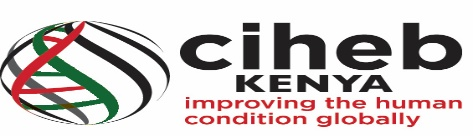 ciheb
KENYA
improving the human
condition globally